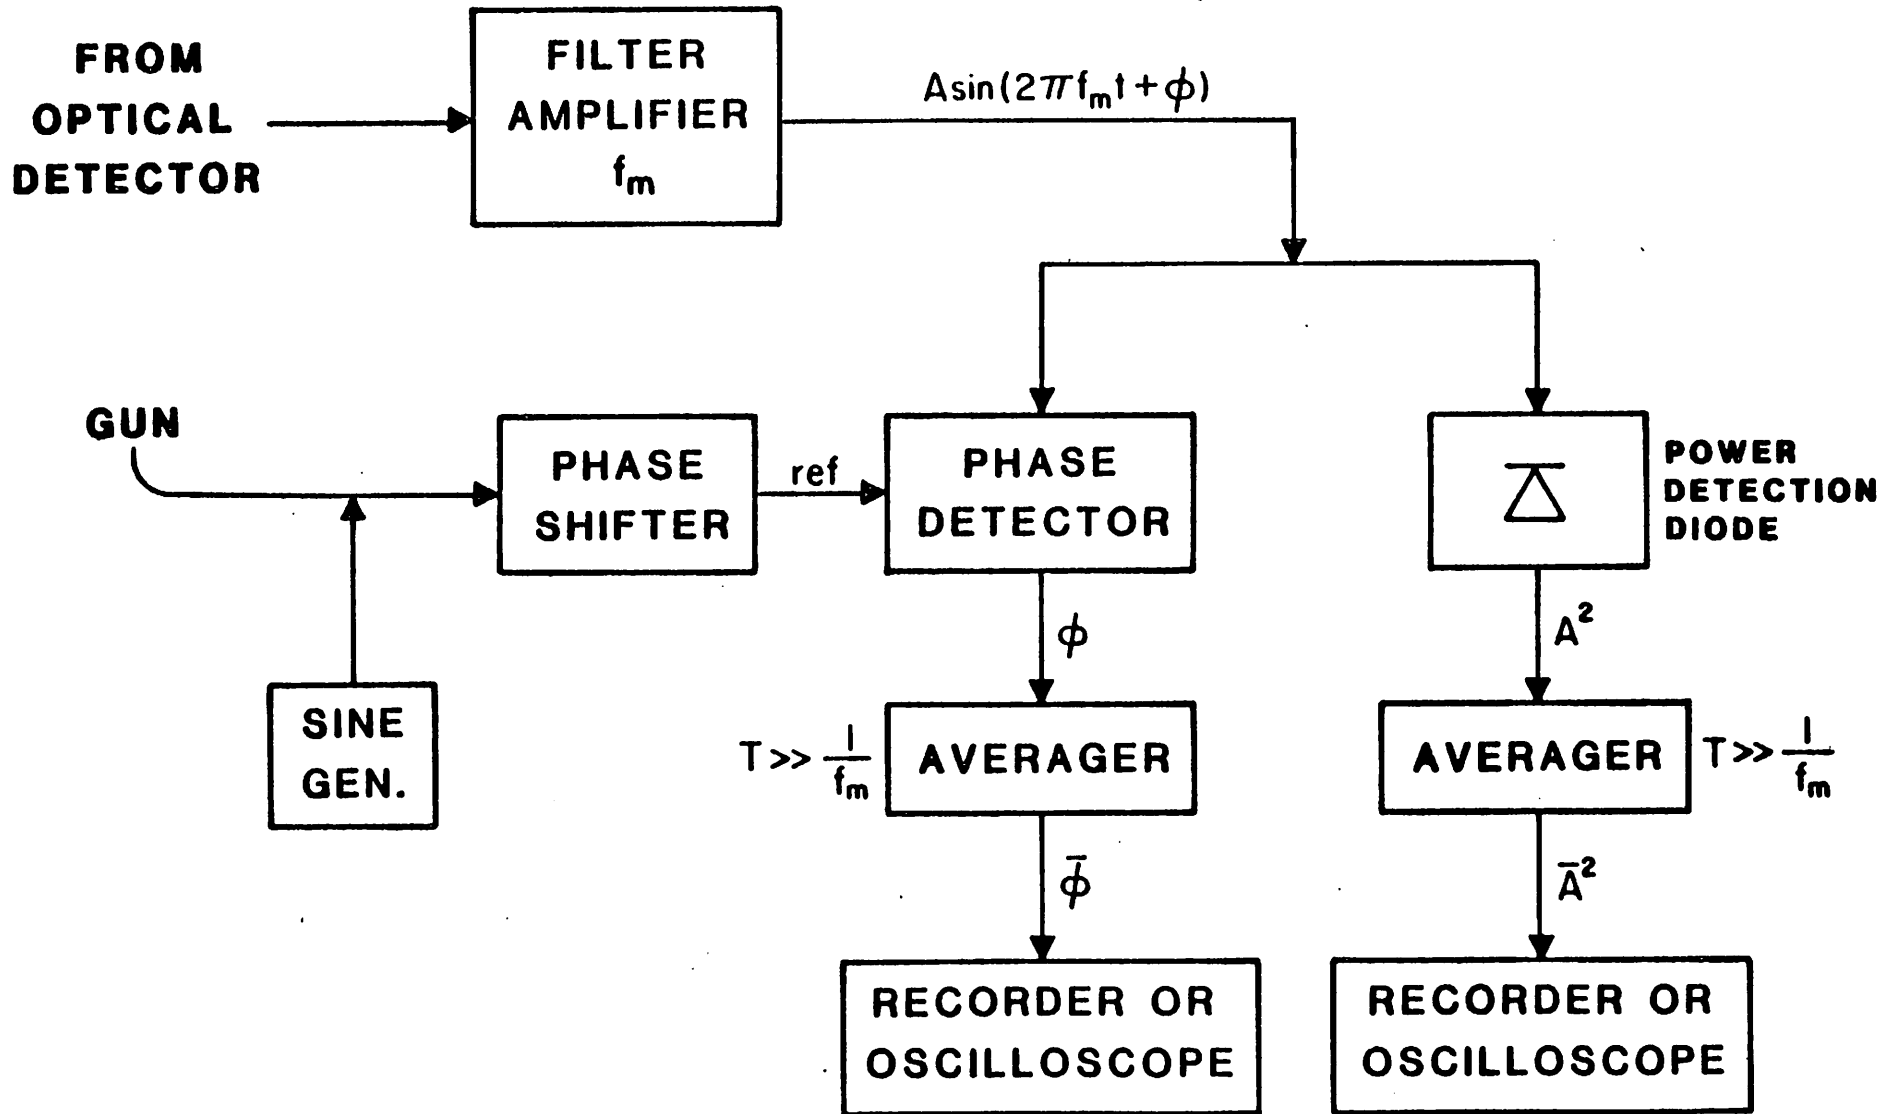 FROM
OPTICAL
DETECTOR
FILTER
AMPLIFIER
fm
Asin(2πfmt+ϕ)
GUN
PHASE
SHIFTER
ref
PHASE
DETECTOR
POWER
DETECTION
DIODE
SINE
GEN.
ϕ
A²
T>> 1/fm
AVERAGER
AVERAGER
T>> 1/fm
ϕ̄
Ā²
RECORDER OR
OSCILLOSCOPE
RECORDER OR
OSCILLOSCOPE